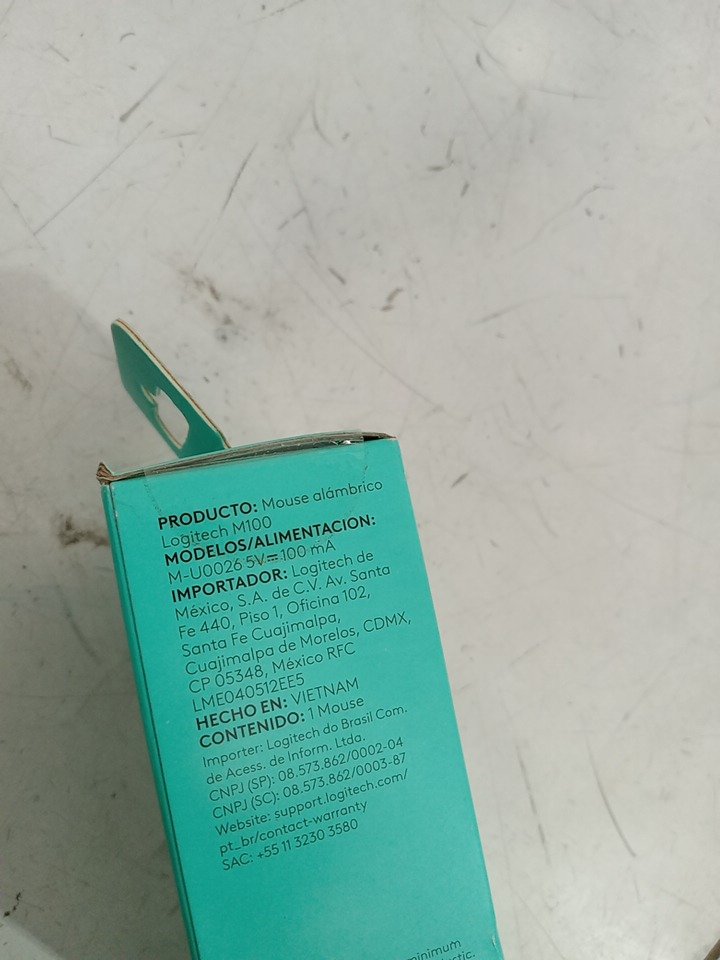 PRODUCTO: Mouse alámbrico
Logitech M100
MODELOS/ALIMENTACION:
M-U0026 5V⎓100 mA
IMPORTADOR: Logitech de
México, S.A. de C.V. Av. Santa
Fe 440, Piso 1, Oficina 102,
Santa Fe Cuajimalpa,
Cuajimalpa de Morelos, CDMX,
CP 05348, México RFC
LME040512EE5
HECHO EN: VIETNAM
CONTENIDO: 1 Mouse
Importer: Logitech do Brasil Com.
de Acess. de Inform. Ltda.
CNPJ (SP): 08.573.862/0002-04
CNPJ (SC): 08.573.862/0003-87
Website: support.logitech.com/
pt_br/contact-warranty
SAC: +55 11 3230 3580
minimum